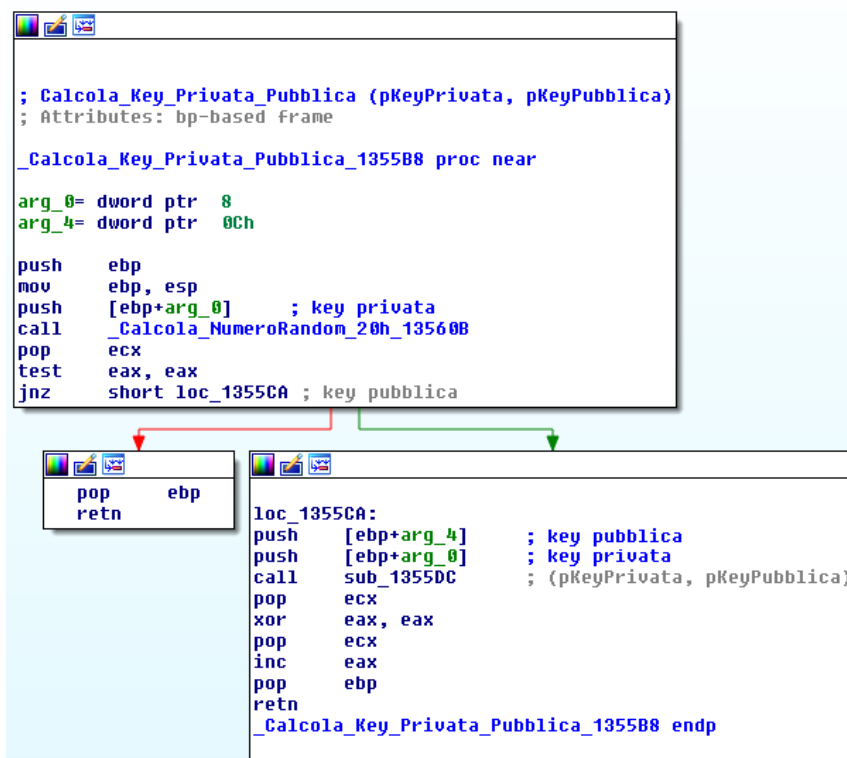 ; Calcola_Key_Privata_Pubblica (pKeyPrivata, pKeyPubblica)
; Attributes: bp-based frame
_Calcola_Key_Privata_Pubblica_1355B8 proc near
arg_0= dword ptr  8
arg_4= dword ptr  0Ch
push    ebp
mov     ebp, esp
push    [ebp+arg_0]     ; key privata
call    _Calcola_NumeroRandom_20h_13560B
pop     ecx
test    eax, eax
jnz     short loc_1355CA ; key pubblica
pop     ebp
retn
loc_1355CA:
push    [ebp+arg_4]     ; key pubblica
push    [ebp+arg_0]     ; key privata
call    sub_1355DC      ; (pKeyPrivata, pKeyPubblica)
pop     ecx
xor     eax, eax
pop     ecx
inc     eax
pop     ebp
retn
_Calcola_Key_Privata_Pubblica_1355B8 endp